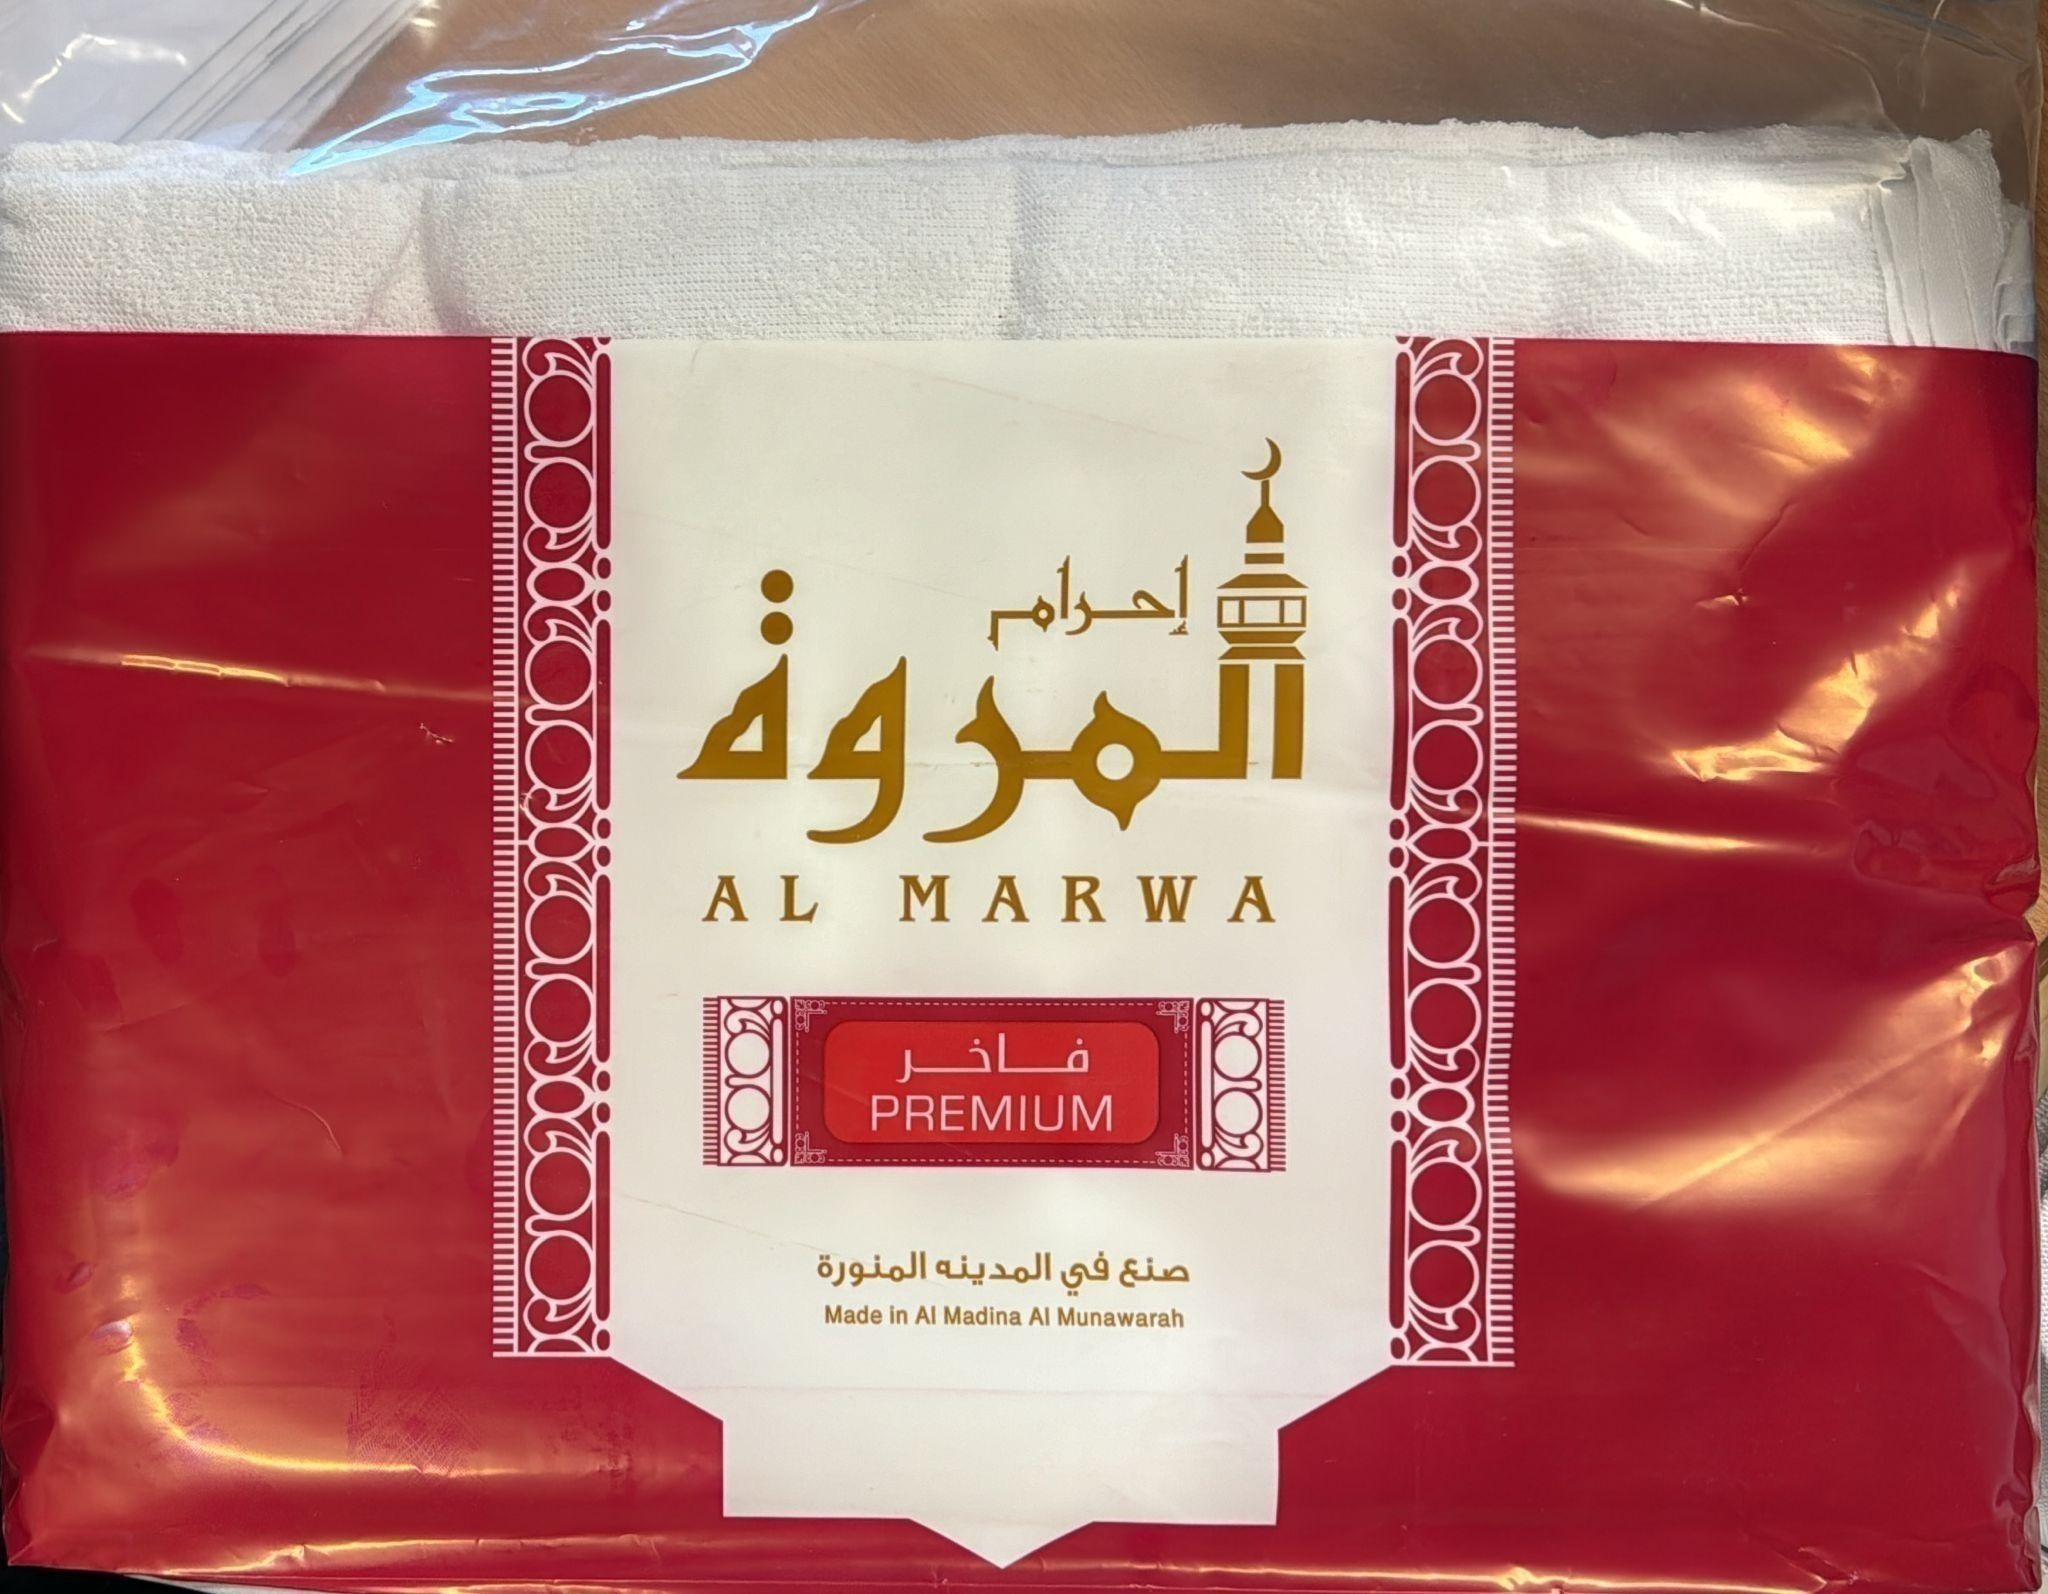 إحرام
المروة
AL MARWA
فاخر
PREMIUM
صنع في المدينه المنورة
Made in Al Madina Al Munawarah